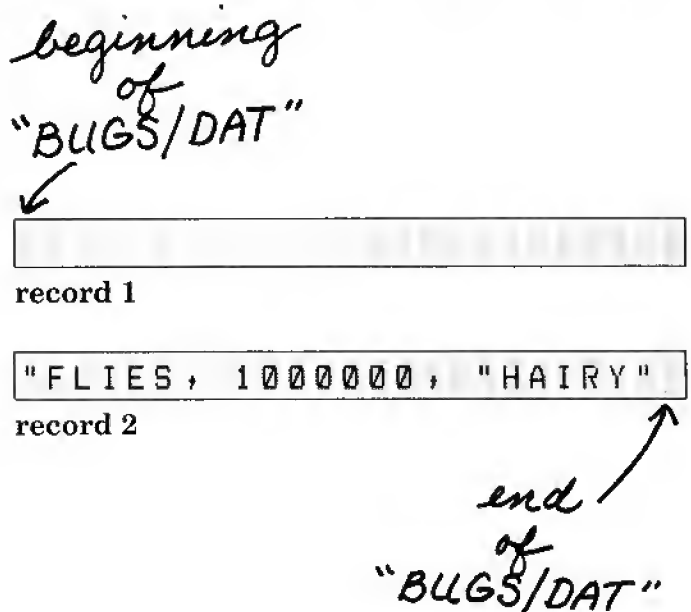 beginning
of
"BUGS/DAT"
record 1
"FLIES, 1000000, "HAIRY"
record 2
end
of
"BUGS/DAT"